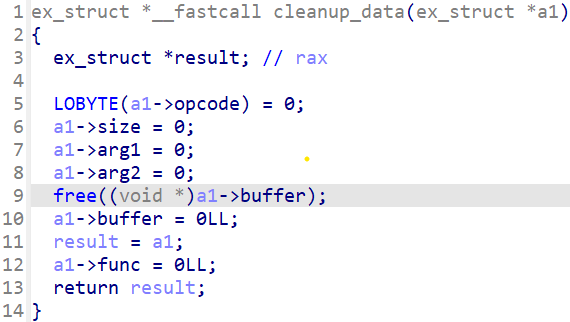 1 ex_struct *__fastcall cleanup_data(ex_struct *a1)
2 {
3   ex_struct *result; // rax
4
5   LOBYTE(a1->opcode) = 0;
6   a1->size = 0;
7   a1->arg1 = 0;
8   a1->arg2 = 0;
9   free((void *)a1->buffer);
10   a1->buffer = 0LL;
11   result = a1;
12   a1->func = 0LL;
13   return result;
14 }